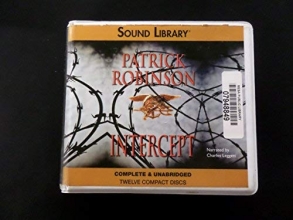 SOUND LIBRARY
PATRICK
ROBINSON
INTERCEPT
Narrated by
Charles Leggett
COMPLETE & UNABRIDGED
TWELVE COMPACT DISCS